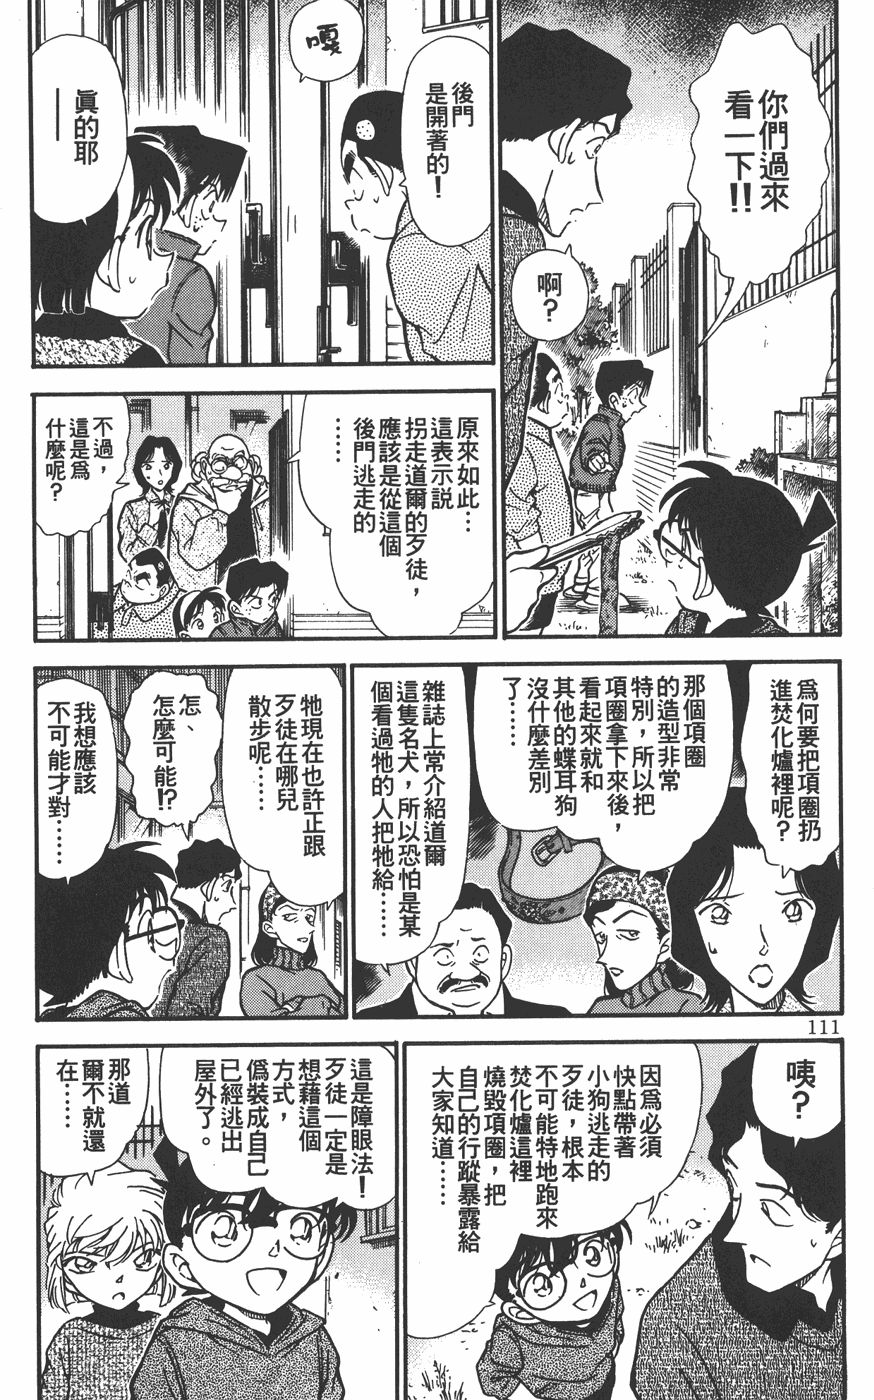 你們過來
看一下!!
啊?
後門
是開著的!
嘎
真的耶
——
原來如此…
這表示說
拐走道爾的歹徒,
應該是從這個
後門逃走的
……
不過,
這是為
什麼呢?
為何要把項圈扔
進焚化爐裡呢?
那個項圈
的造型非常
特別,所以把
項圈拿下來後,
看起來就和
其他的蝶耳狗
沒什麼差別
了……
雜誌上常介紹道爾
這隻名犬,所以恐怕是某
個看過牠的人把牠給……
牠現在也許正跟
歹徒在哪兒
散步呢……
怎、
怎麼可能!?
我想應該
不可能才對……
111
咦?
因為必須
快點帶著
小狗逃走的
歹徒,根本
不可能特地跑來
焚化爐這裡
燒毀項圈,把
自己的行蹤暴露給
大家知道……
這是障眼法!
歹徒一定是
想藉這個
方式,
偽裝成自己
已經逃出
屋外了。
那道
爾不就還
在……